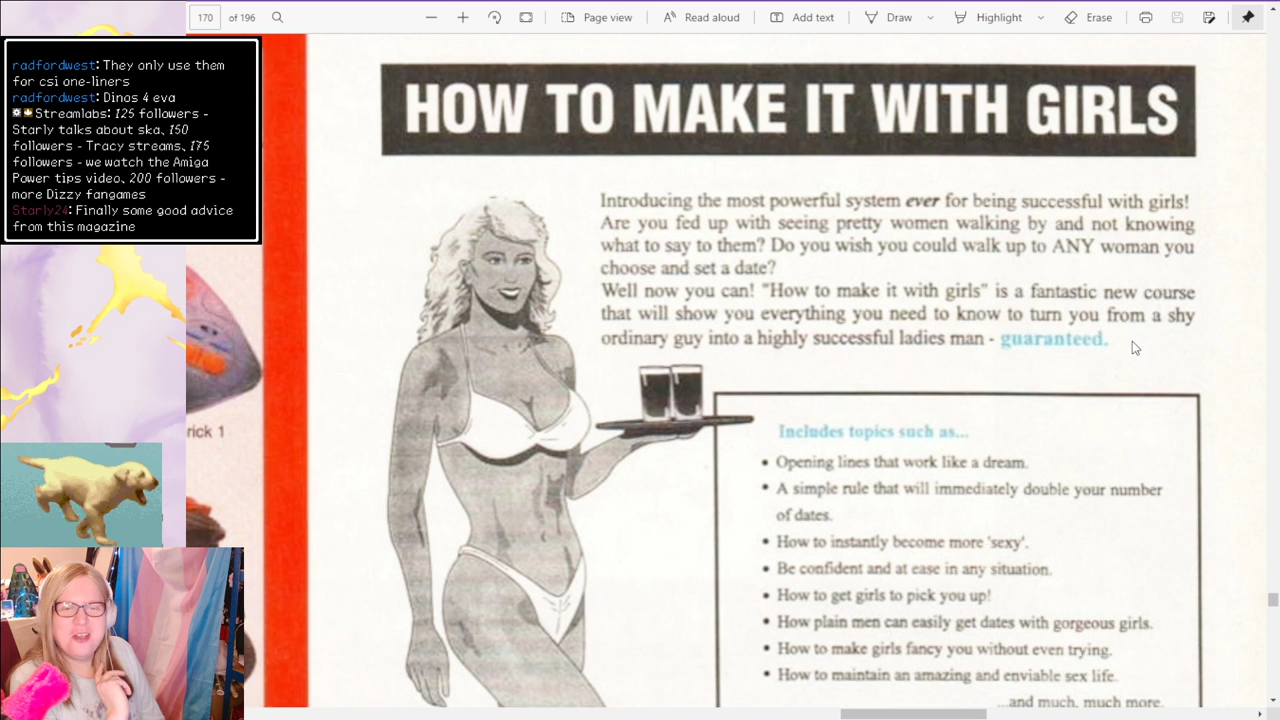 170 of 196
Page view
Read aloud
Add text
Draw
Highlight
Erase
radfordwest: They only use them
for csi one-liners
radfordwest: Dinos 4 eva
Streamlabs: 125 followers -
Starly talks about ska, 150
followers - Tracy streams, 175
followers - we watch the Amiga
Power tips video, 200 followers -
more Dizzy fangames
Starly24: Finally some good advice
from this magazine
rick 1
HOW TO MAKE IT WITH GIRLS
Introducing the most powerful system ever for being successful with girls!
Are you fed up with seeing pretty women walking by and not knowing
what to say to them? Do you wish you could walk up to ANY woman you
choose and set a date?
Well now you can! "How to make it with girls" is a fantastic new course
that will show you everything you need to know to turn you from a shy
ordinary guy into a highly successful ladies man - guaranteed.
Includes topics such as...
• Opening lines that work like a dream.
• A simple rule that will immediately double your number
of dates.
• How to instantly become more 'sexy'.
• Be confident and at ease in any situation.
• How to get girls to pick you up!
• How plain men can easily get dates with gorgeous girls.
• How to make girls fancy you without even trying.
• How to maintain an amazing and enviable sex life.
...and much, much more.